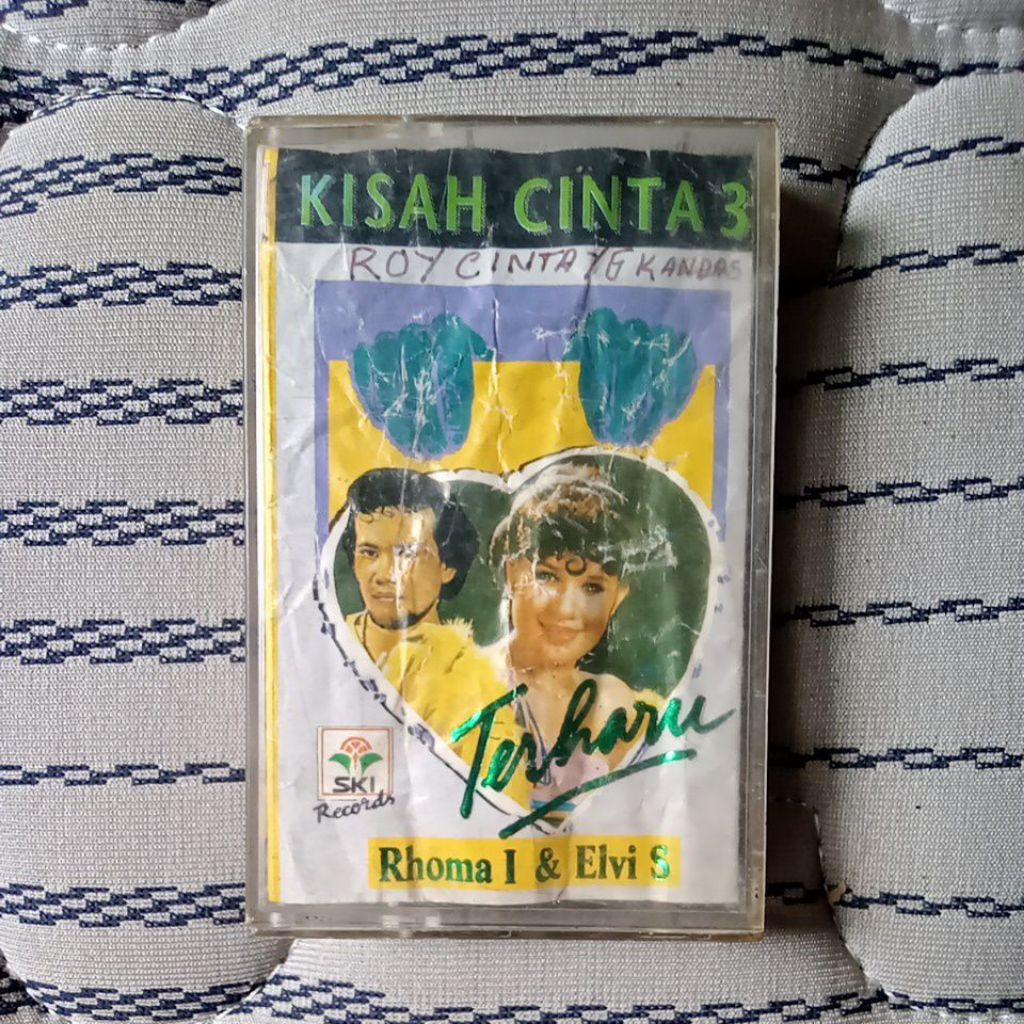 KISAH CINTA 3
ROY CINTA YG KANDAS
Terharu
SKI
Records
Rhoma I & Elvi S